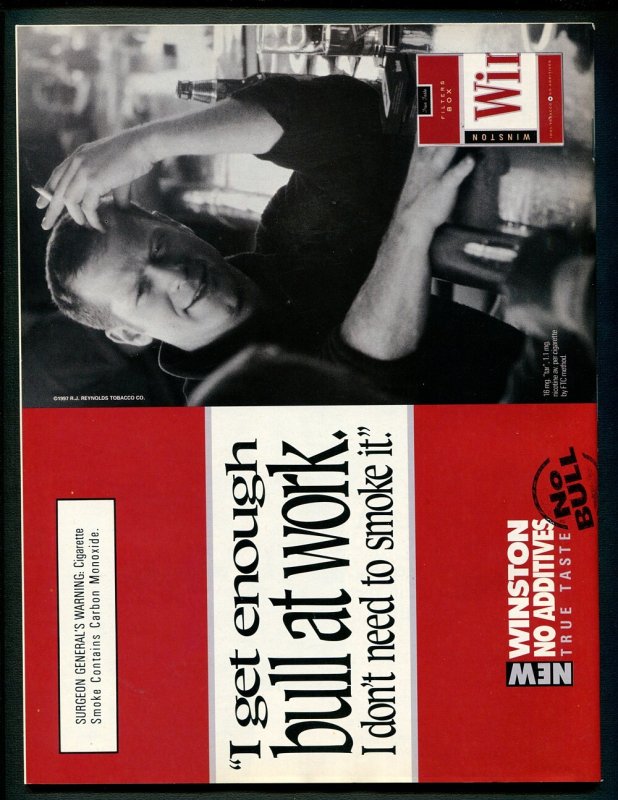 SURGEON GENERAL'S WARNING: Cigarette
Smoke Contains Carbon Monoxide.
"I get enough
bull at work.
I don't need to smoke it."
NEW
WINSTON
NO ADDITIVES
TRUE TASTE
No
BULL
©1997 R.J. REYNOLDS TOBACCO CO.
FILTERS
BOX
Win
WINSTON
16 mg. "tar", 1.1 mg.
nicotine av. per cigarette
by FTC method.